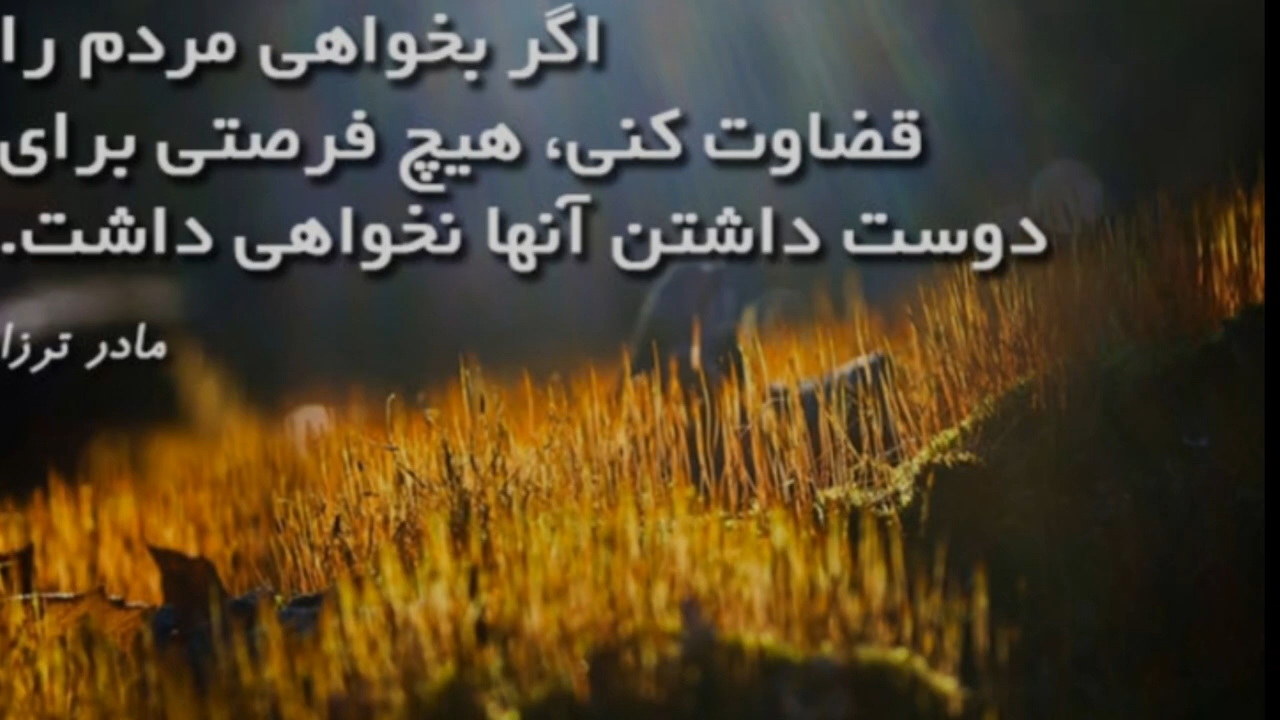 اگر بخواهی مردم را
قضاوت کنی، هیچ فرصتی برای
دوست داشتن آنها نخواهی داشت.
مادر ترزا